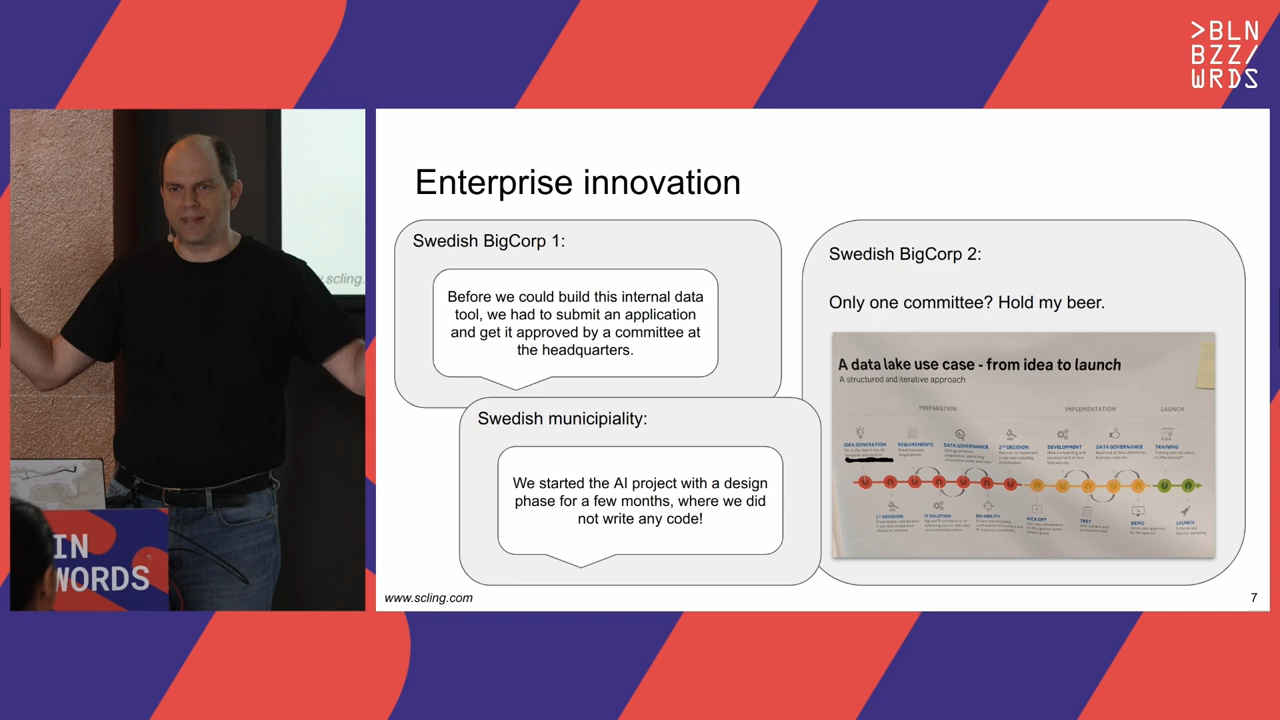 >BLN
BZZ/
WRDS
scling.
IN
WORDS
Enterprise innovation
Swedish BigCorp 1:
Before we could build this internal data
tool, we had to submit an application
and get it approved by a committee at
the headquarters.
Swedish municipiality:
We started the AI project with a design
phase for a few months, where we did
not write any code!
Swedish BigCorp 2:
Only one committee? Hold my beer.
A data lake use case - from idea to launch
A structured and iterative approach
PREPARATION
IMPLEMENTATION
LAUNCH
IDEA GENERATION
REQUIREMENTS
DATA GOVERNANCE
2ND DECISION
DEVELOPMENT
DATA GOVERNANCE
TRAINING
1ST DECISION
IT SOLUTION
DO-ABILITY
KICK OFF
TEST
DEMO
LAUNCH
www.scling.com
7